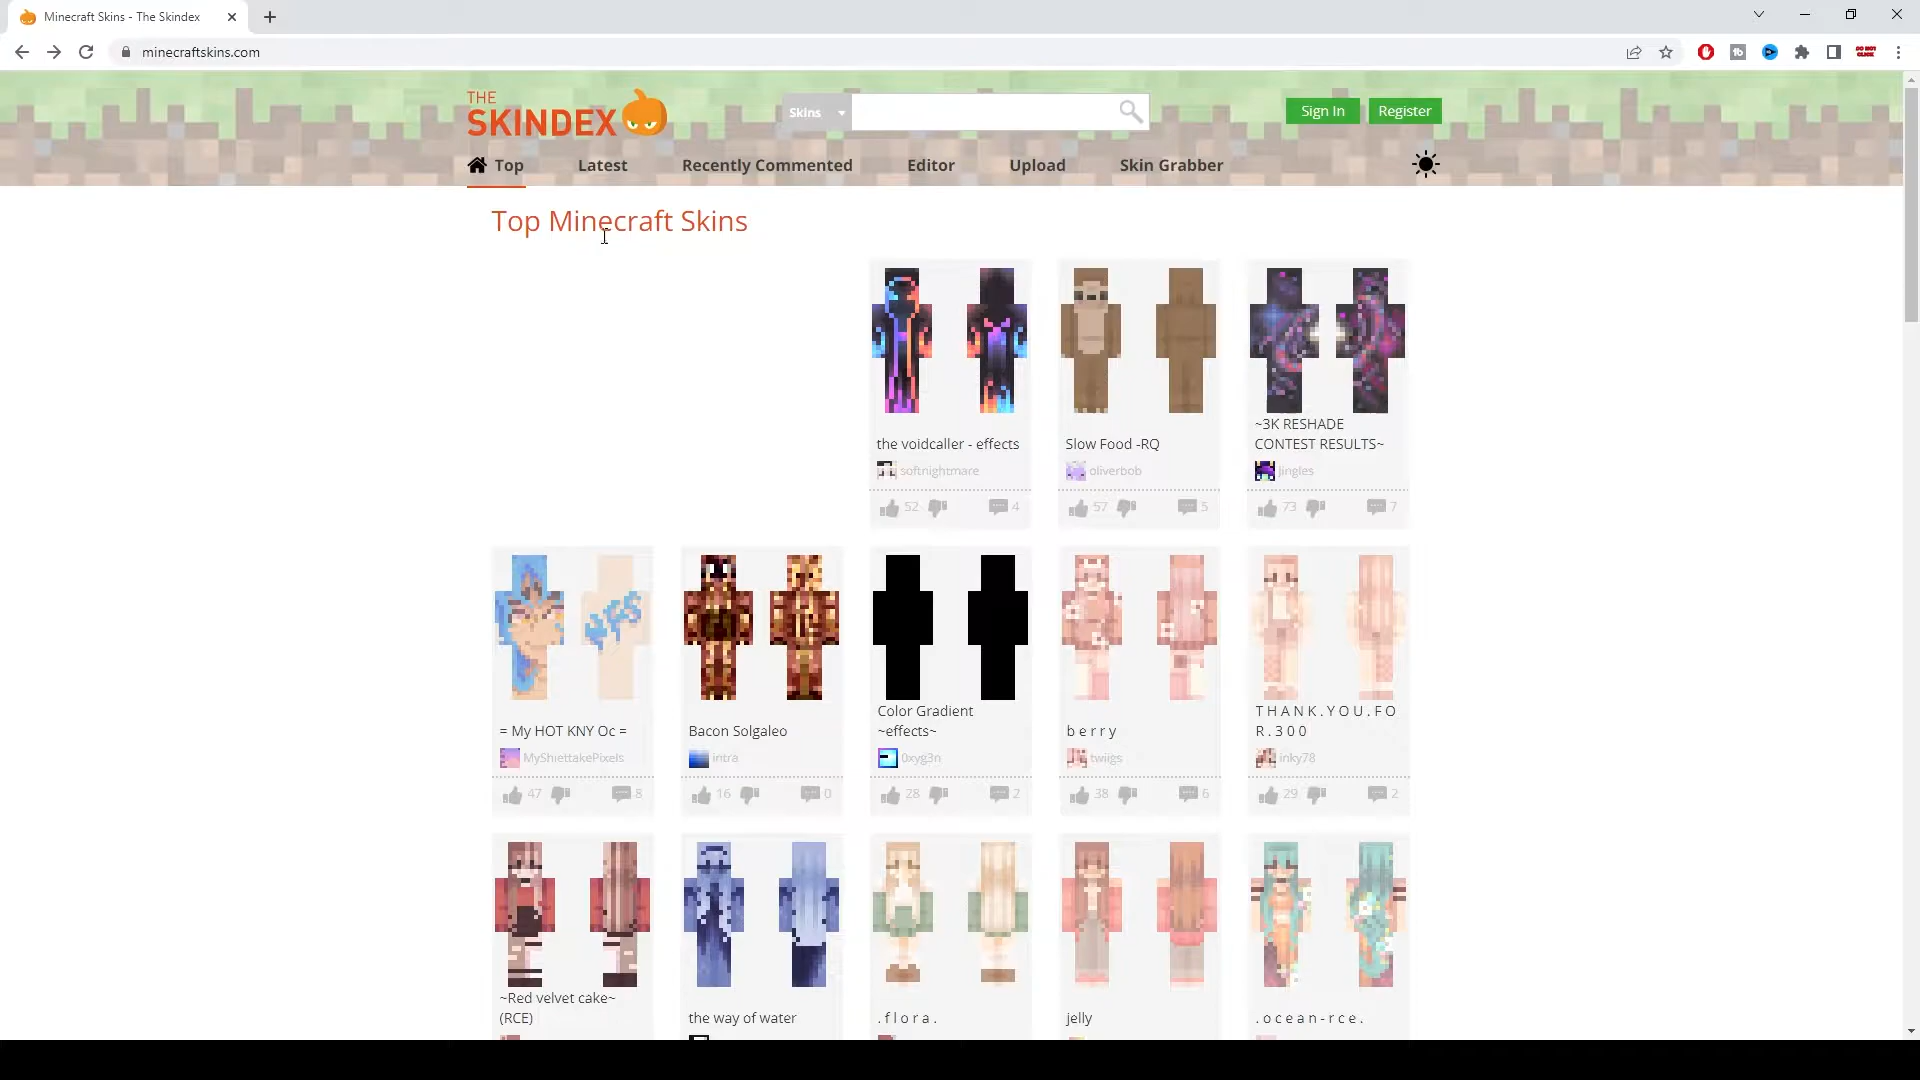 Minecraft Skins - The Skindex
minecraftskins.com
DO NOT CLICK
THE SKINDEX
Skins
Sign In
Register
Top
Latest
Recently Commented
Editor
Upload
Skin Grabber
Top Minecraft Skins
the voidcaller - effects
softnightmare
52
4
Slow Food -RQ
oliverbob
57
5
~3K RESHADE
CONTEST RESULTS~
Jingles
73
7
= My HOT KNY Oc =
MyShiettakePixels
47
8
Bacon Solgaleo
intra
16
0
Color Gradient
~effects~
0xyg3n
28
2
b e r r y
twiigs
38
6
T H A N K . Y O U . F O
R . 3 0 0
inky78
29
2
~Red velvet cake~
(RCE)
the way of water
. f l o r a .
jelly
. o c e a n - r c e .